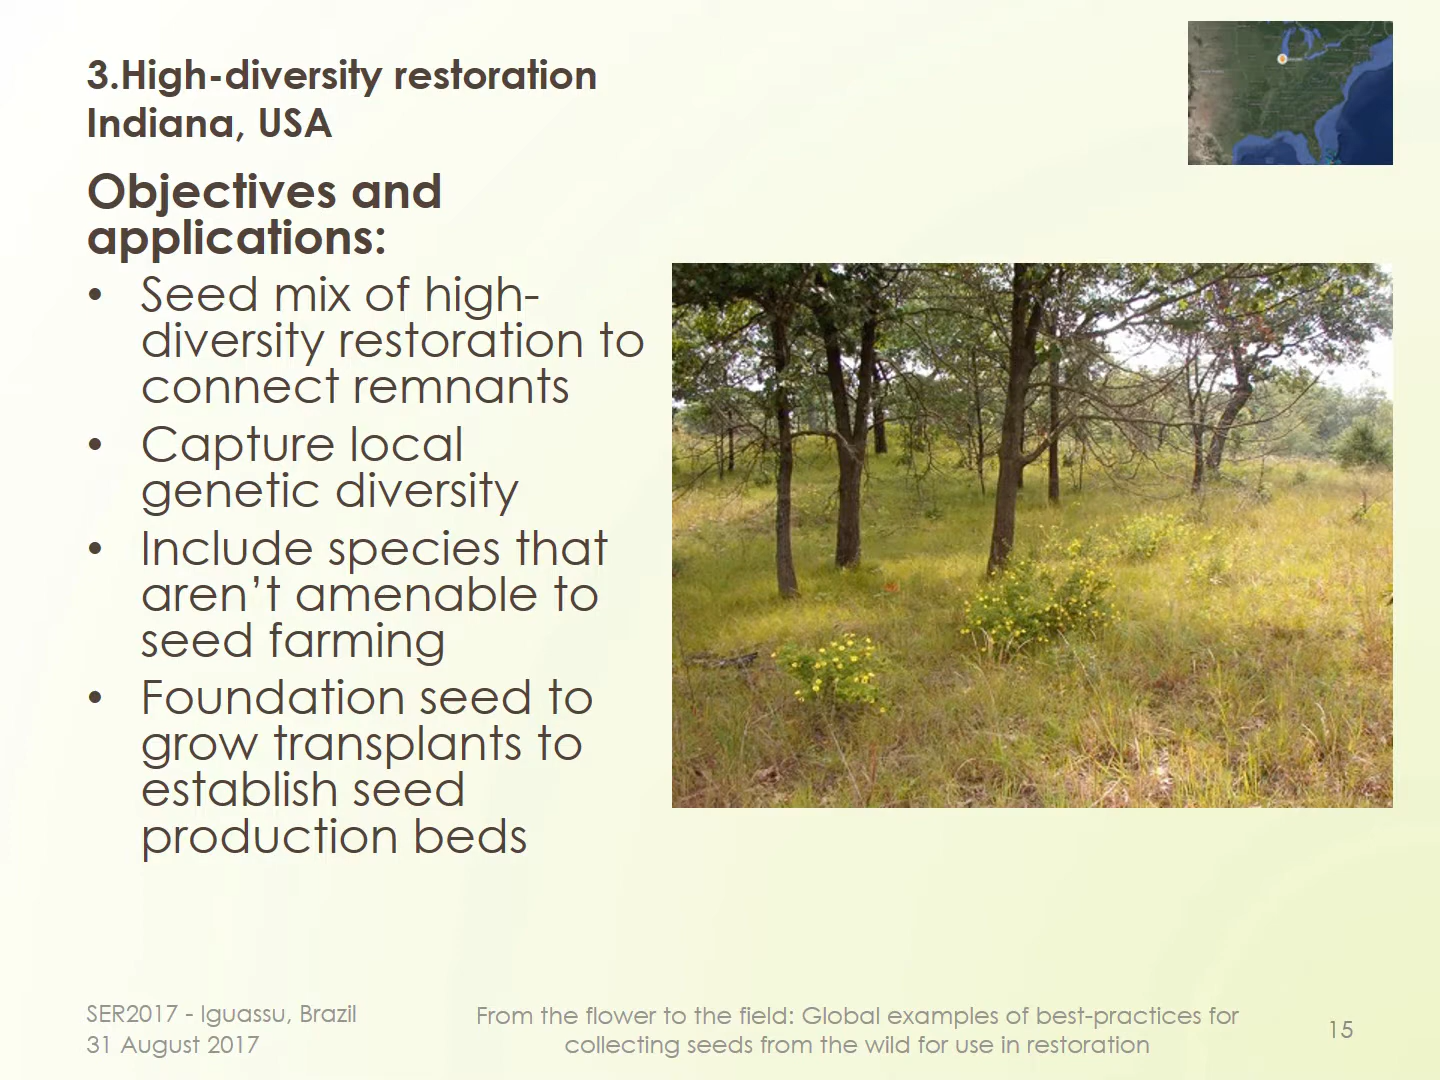 3.High-diversity restoration
Indiana, USA
Objectives and
applications:
• Seed mix of high-
diversity restoration to
connect remnants
• Capture local
genetic diversity
• Include species that
aren’t amenable to
seed farming
• Foundation seed to
grow transplants to
establish seed
production beds
SER2017 - Iguassu, Brazil
31 August 2017
From the flower to the field: Global examples of best-practices for
collecting seeds from the wild for use in restoration
15